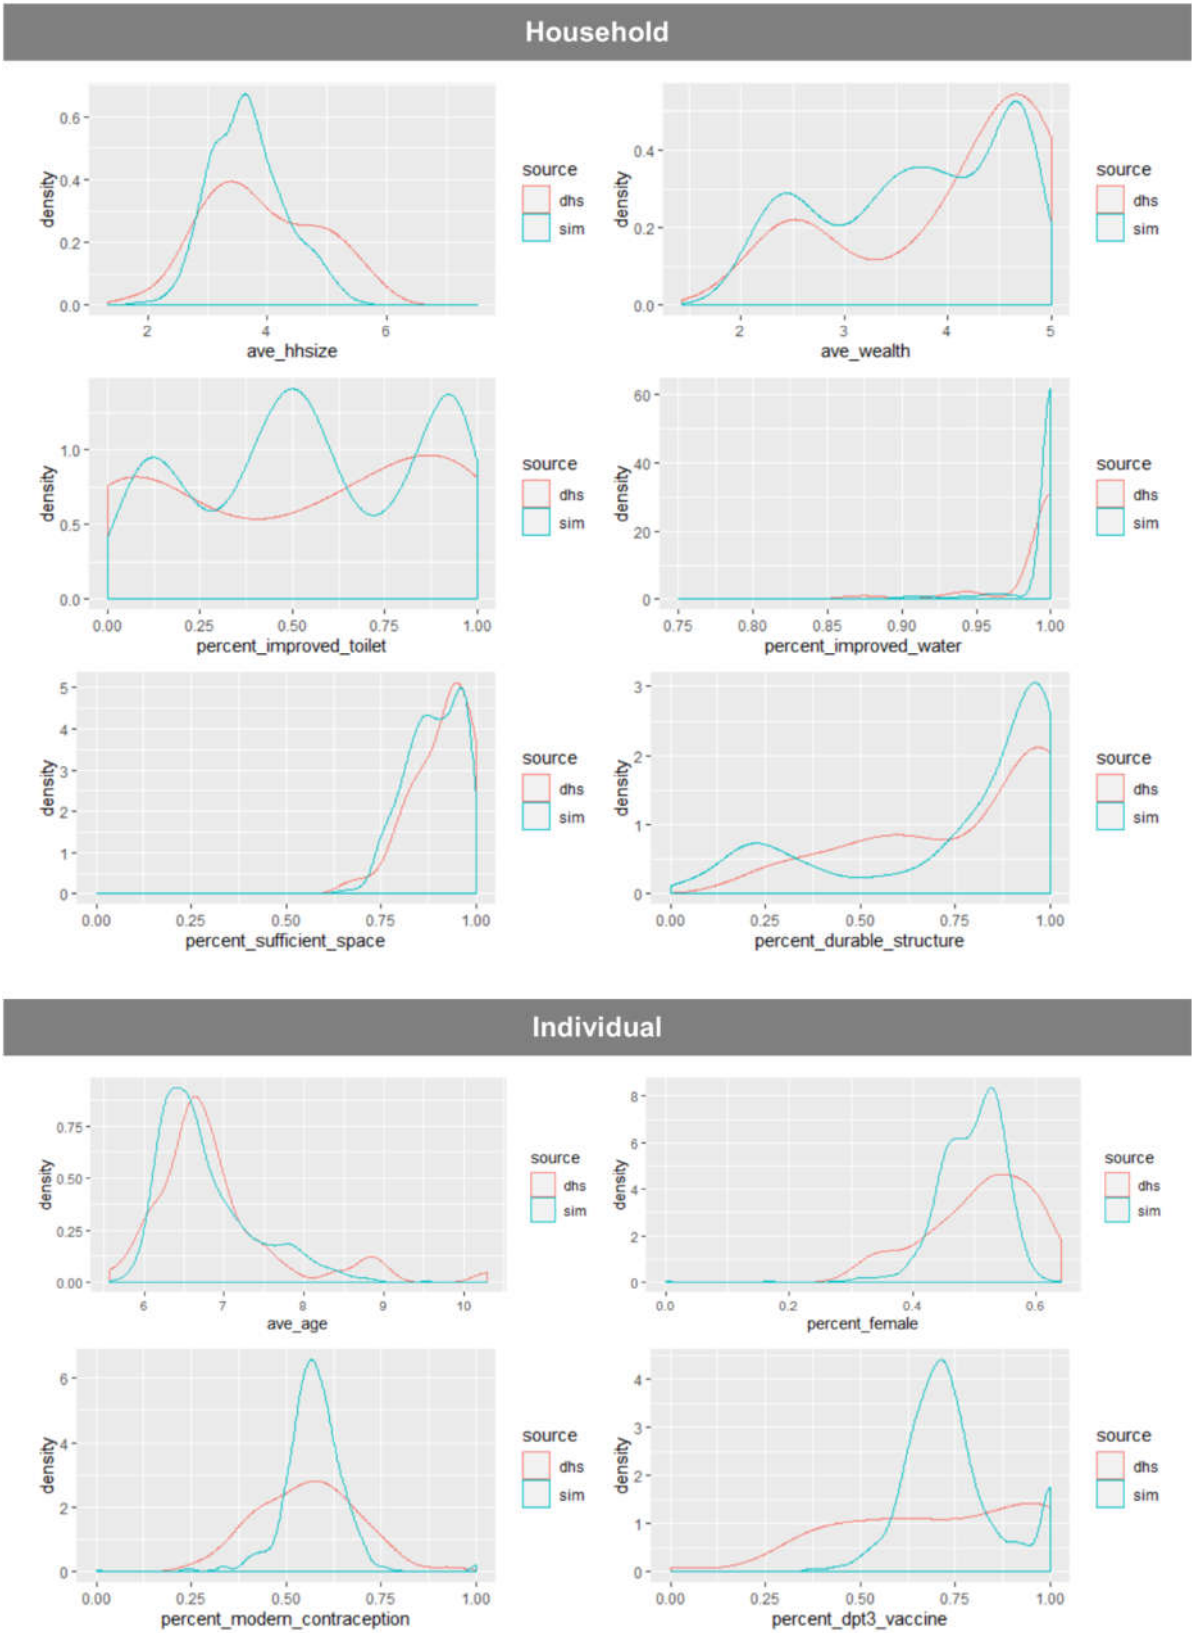 Household
density
0.6
0.4
0.2
0.0
2 4 6
ave_hhsize
source
dhs
sim
density
0.4
0.2
0.0
2 3 4 5
ave_wealth
source
dhs
sim
density
1.0
0.5
0.0
0.00 0.25 0.50 0.75 1.00
percent_improved_toilet
source
dhs
sim
density
60
40
20
0
0.75 0.80 0.85 0.90 0.95 1.00
percent_improved_water
source
dhs
sim
density
5
4
3
2
1
0
0.00 0.25 0.50 0.75 1.00
percent_sufficient_space
source
dhs
sim
density
3
2
1
0
0.00 0.25 0.50 0.75 1.00
percent_durable_structure
source
dhs
sim
Individual
density
0.75
0.50
0.25
0.00
6 7 8 9 10
ave_age
source
dhs
sim
density
8
6
4
2
0
0.0 0.2 0.4 0.6
percent_female
source
dhs
sim
density
6
4
2
0
0.00 0.25 0.50 0.75 1.00
percent_modern_contraception
source
dhs
sim
density
4
3
2
1
0
0.00 0.25 0.50 0.75 1.00
percent_dpt3_vaccine
source
dhs
sim